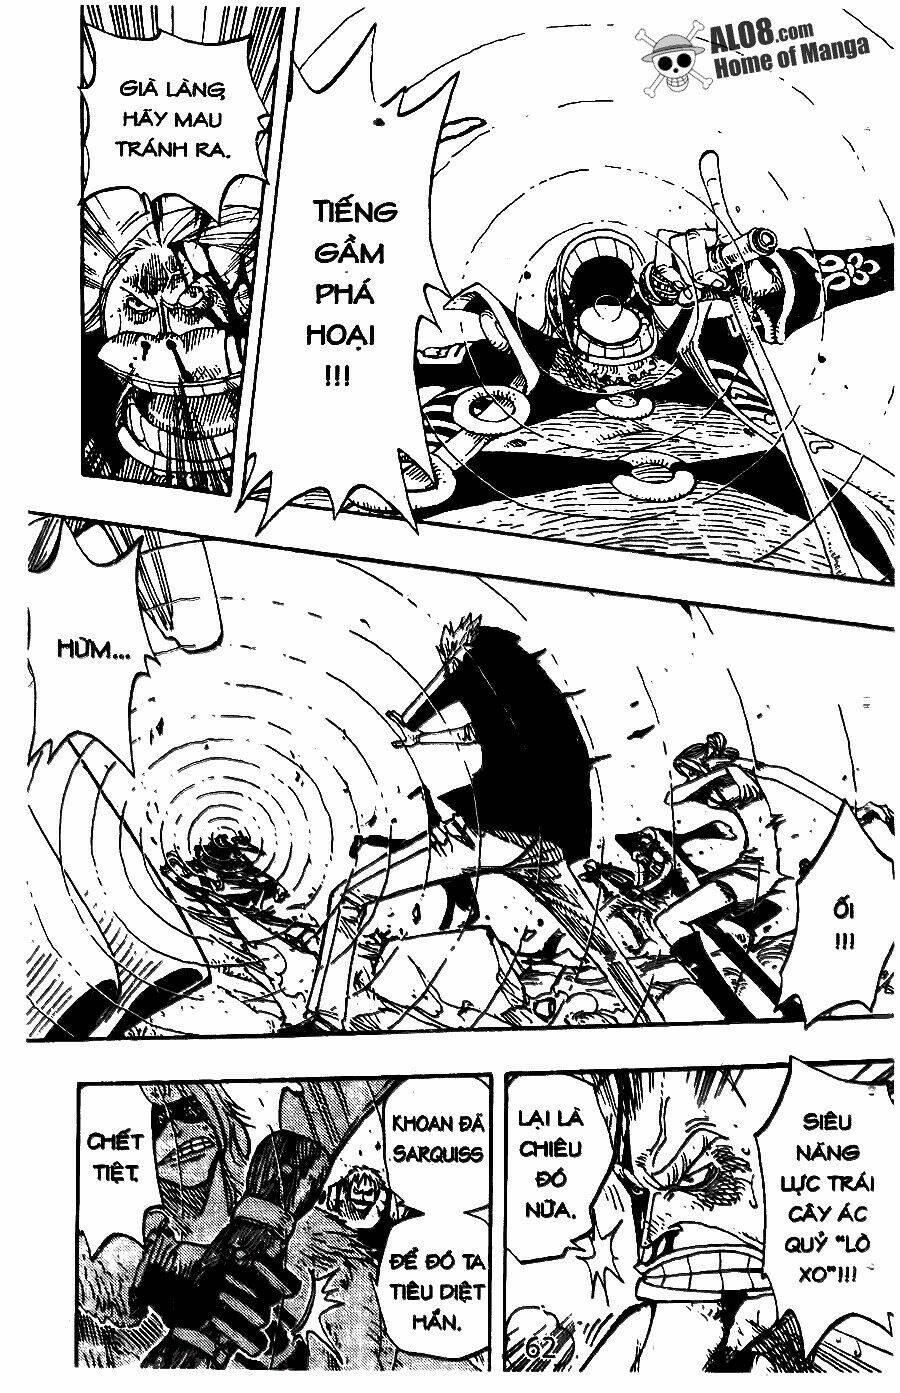 ALO8.com
Home of Manga
TIẾNG
GẦM
PHÁ
HOẠI
!!!
GIÀ LÀNG,
HÃY MAU
TRÁNH RA.
HỪM...
ỐI
!!!
SIÊU
NĂNG
LỰC TRÁI
CÂY ÁC
QUỶ "LÒ
XO"!!!
LẠI LÀ
CHIÊU
ĐÓ
NỮA.
KHOAN ĐÃ
SARQUISS
ĐỂ ĐÓ TA
TIÊU DIỆT
HẮN.
CHẾT
TIỆT.
62